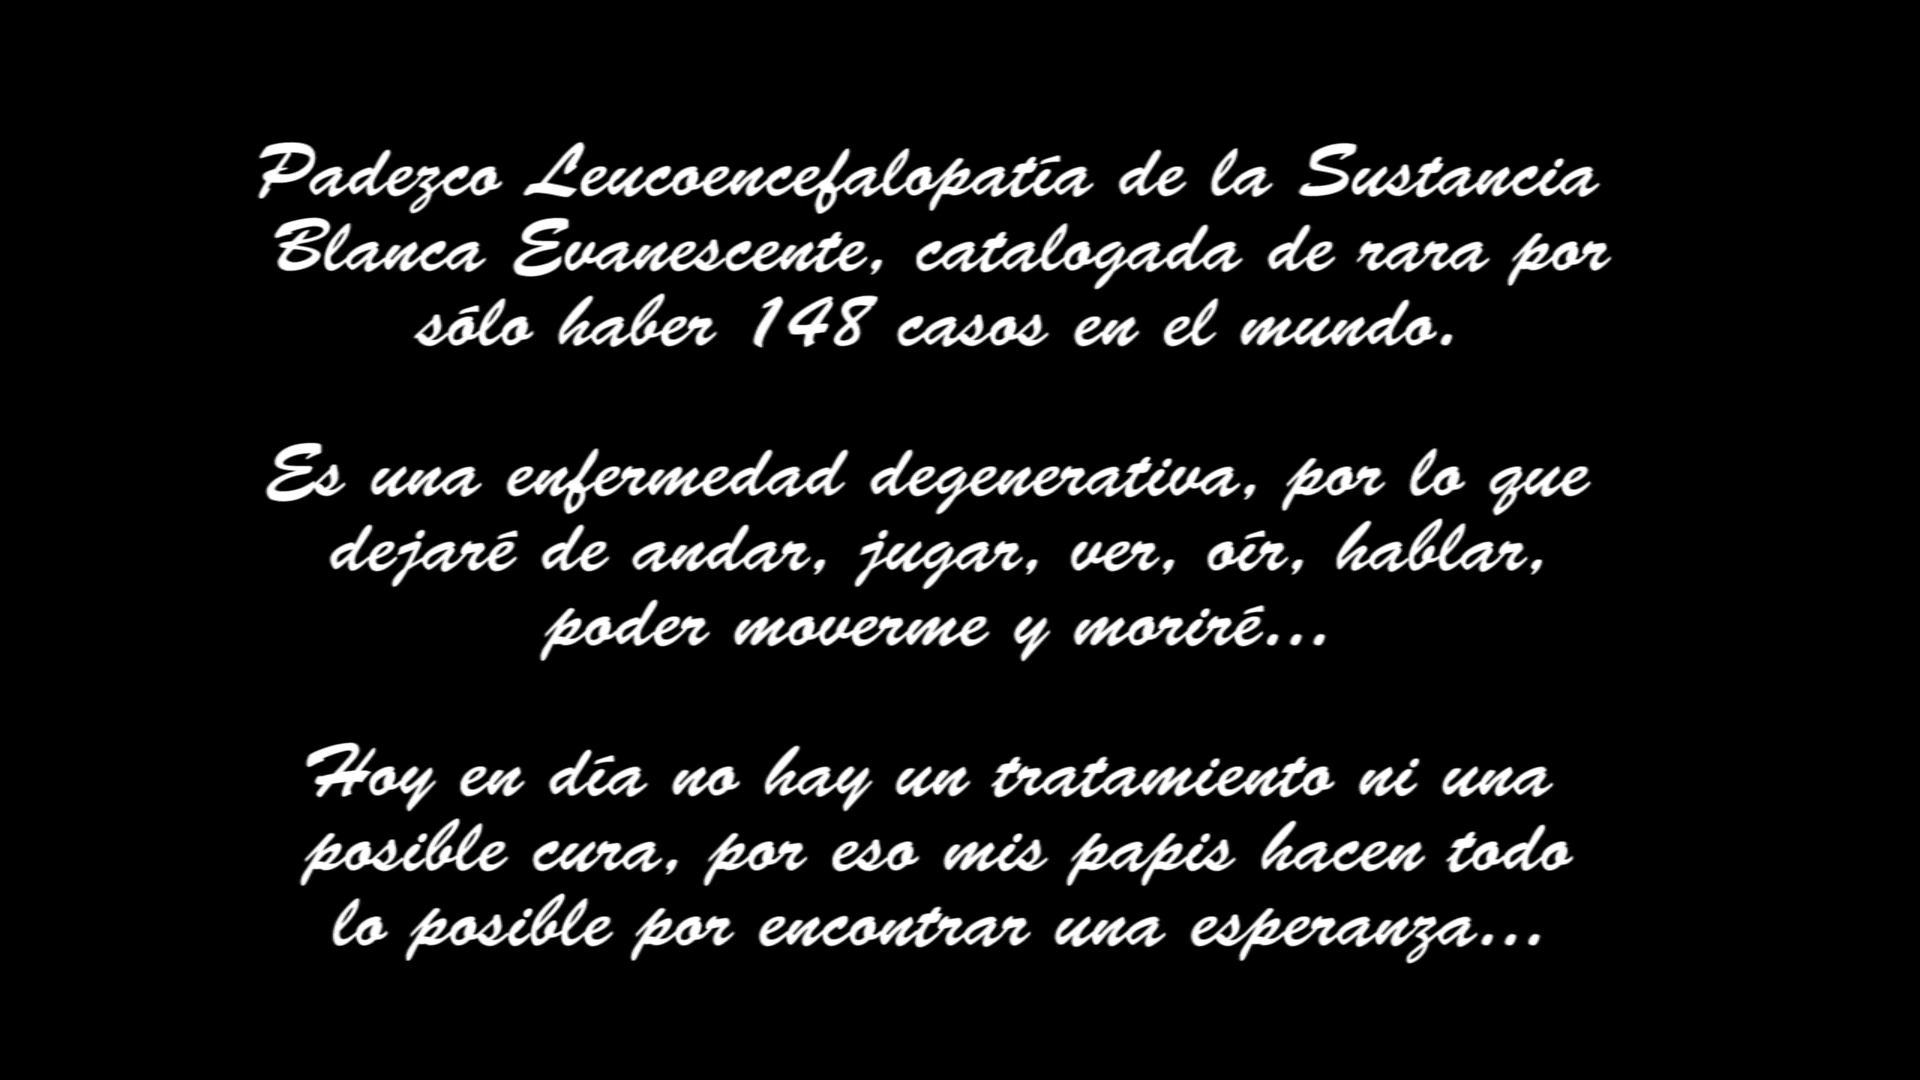 Padezco Leucoencefalopatía de la Sustancia
Blanca Evanescente, catalogada de rara por
sólo haber 148 casos en el mundo.
Es una enfermedad degenerativa, por lo que
dejaré de andar, jugar, ver, oír, hablar,
poder moverme y moriré...
Hoy en día no hay un tratamiento ni una
posible cura, por eso mis papis hacen todo
lo posible por encontrar una esperanza...